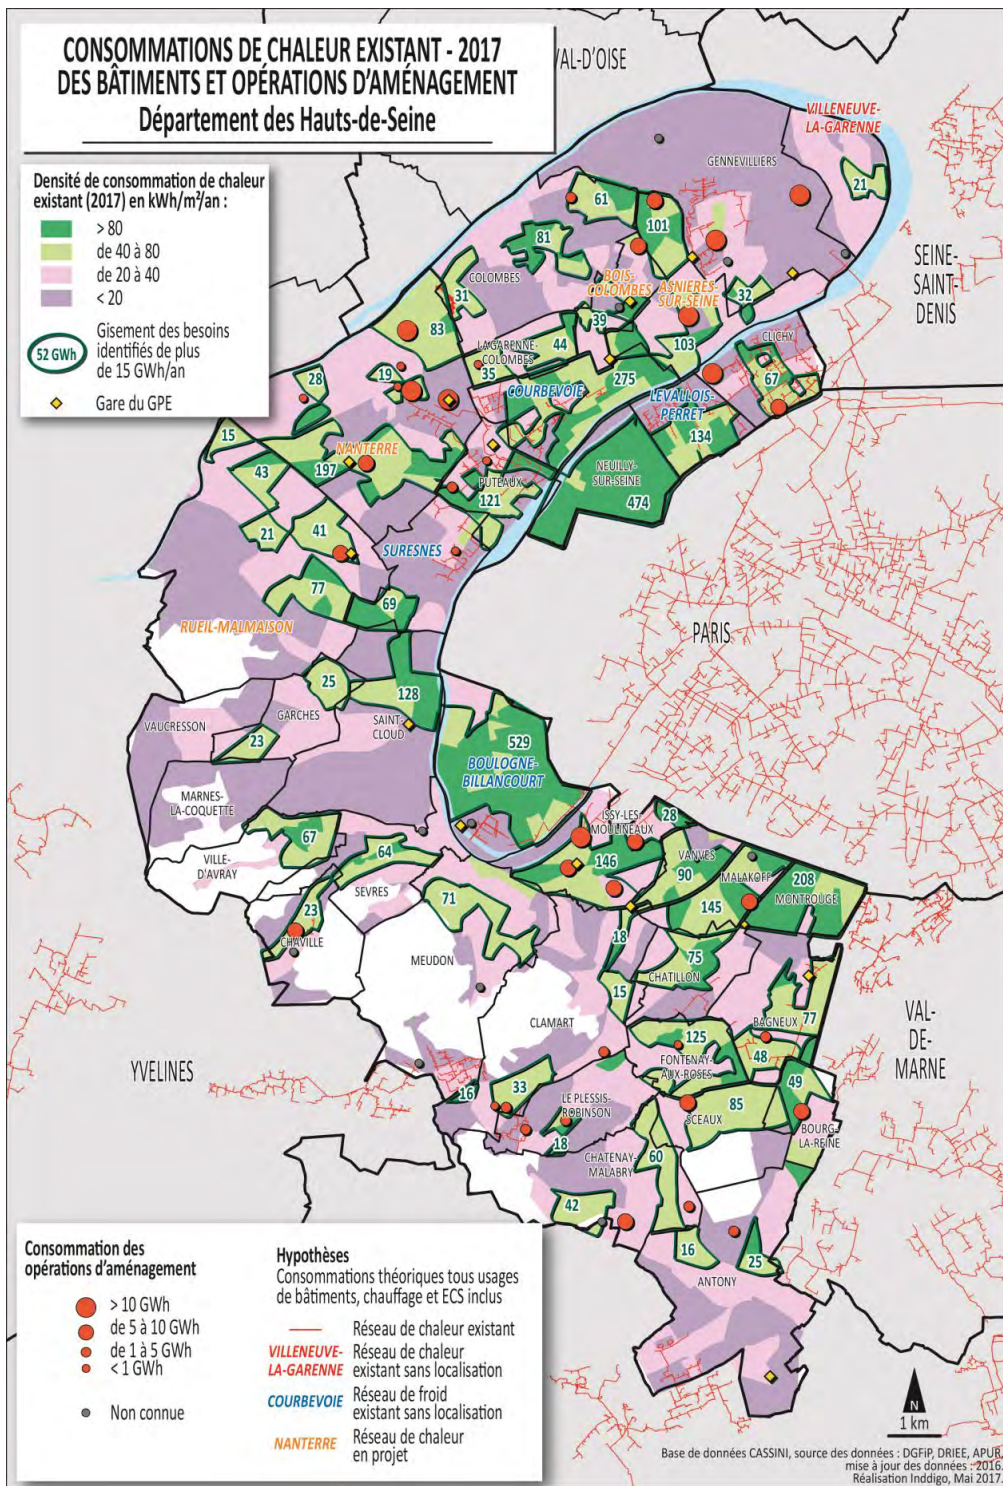 CONSOMMATIONS DE CHALEUR EXISTANT - 2017
DES BÂTIMENTS ET OPÉRATIONS D'AMÉNAGEMENT
Département des Hauts-de-Seine
VAL-D'OISE
Densité de consommation de chaleur
existant (2017) en kWh/m²/an :
> 80
de 40 à 80
de 20 à 40
< 20
52 GWh
Gisement des besoins
identifiés de plus
de 15 GWh/an
Gare du GPE
VILLENEUVE-
LA-GARENNE
GENNEVILLIERS
21
61
101
81
COLOMBES
BOIS-
COLOMBES
ASNIÈRES-
SUR-SEINE
SEINE-
SAINT-
DENIS
31
32
39
83
LA GARENNE-
COLOMBES
44
103
CLICHY
28
19
35
COURBEVOIE
275
67
LEVALLOIS-
PERRET
134
15
NANTERRE
43
197
PUTEAUX
121
NEUILLY-
SUR-SEINE
474
21
41
SURESNES
77
69
RUEIL-MALMAISON
PARIS
25
128
GARCHES
SAINT-
CLOUD
VAUCRESSON
23
529
BOULOGNE-
BILLANCOURT
MARNES-
LA-COQUETTE
ISSY-LES-
MOULINEAUX
28
67
64
146
VANVES
90
MALAKOFF
208
MONTROUGE
VILLE-
D'AVRAY
SEVRES
71
145
23
CHAVILLE
18
75
MEUDON
CHATILLON
15
CLAMART
77
BAGNEUX
VAL-
DE-
MARNE
125
48
FONTENAY-
AUX-ROSES
YVELINES
16
33
49
LE PLESSIS-
ROBINSON
85
SCEAUX
BOURG-
LA-REINE
18
CHATENAY-
MALABRY
60
42
16
25
ANTONY
Consommation des
opérations d'aménagement
> 10 GWh
de 5 à 10 GWh
de 1 à 5 GWh
< 1 GWh
Non connue
Hypothèses
Consommations théoriques tous usages
de bâtiments, chauffage et ECS inclus
Réseau de chaleur existant
VILLENEUVE-
LA-GARENNE
Réseau de chaleur
existant sans localisation
COURBEVOIE
Réseau de froid
existant sans localisation
NANTERRE
Réseau de chaleur
en projet
N
1 km
Base de données CASSINI, source des données : DGFiP, DRIEE, APUR,
mise à jour des données : 2016.
Réalisation Inddigo, Mai 2017.